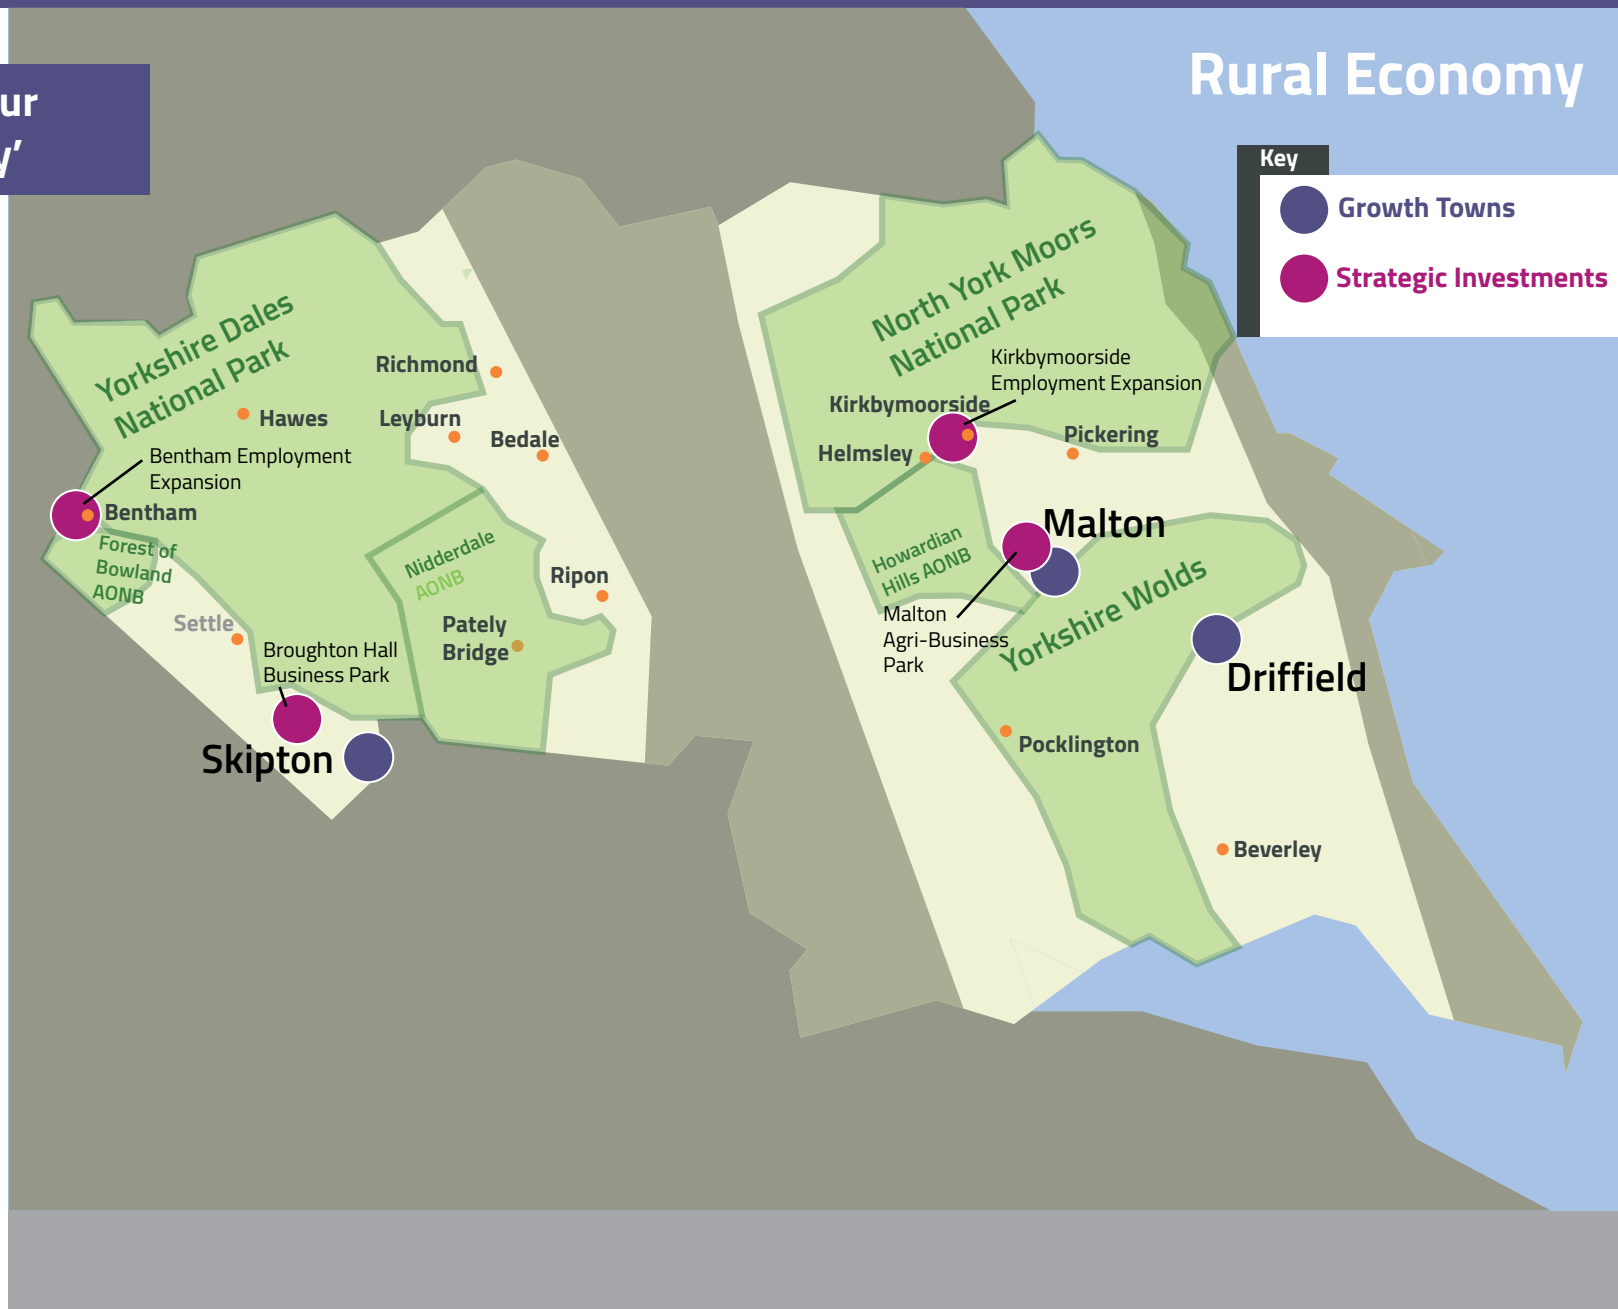 ur
y’
Rural Economy
Key
Growth Towns
Strategic Investments
Yorkshire Dales
National Park
North York Moors
National Park
Kirkbymoorside
Employment Expansion
Richmond
Hawes
Leyburn
Bedale
Kirkbymoorside
Helmsley
Pickering
Bentham Employment
Expansion
Bentham
Forest of
Bowland
AONB
Nidderdale
AONB
Ripon
Howardian
Hills AONB
Malton
Malton
Agri-Business
Park
Yorkshire Wolds
Settle
Pately
Bridge
Broughton Hall
Business Park
Skipton
Driffield
Pocklington
Beverley